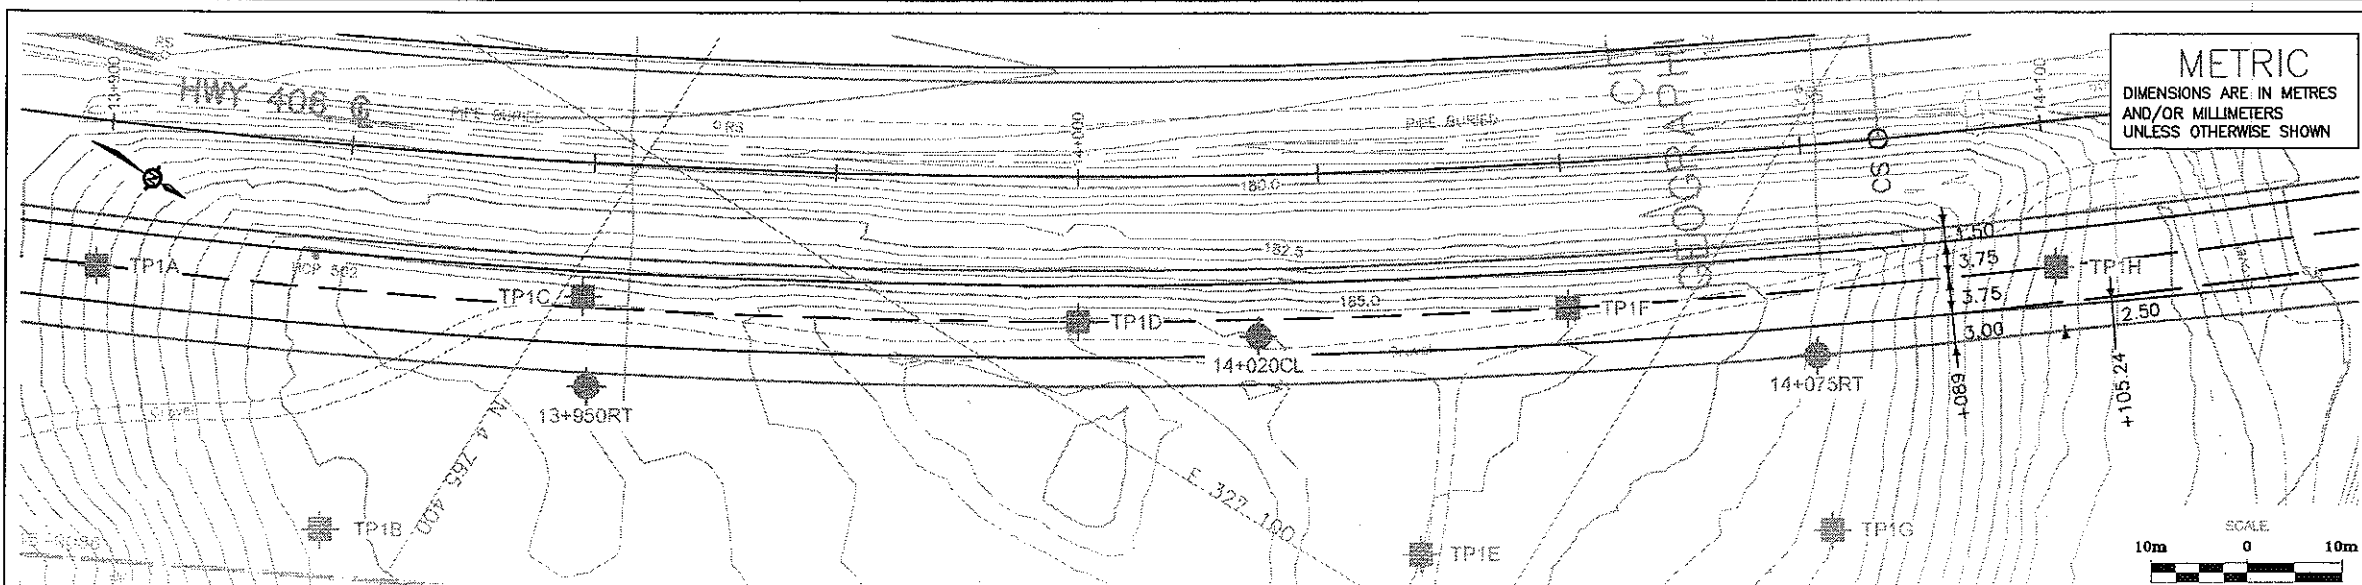 METRIC
DIMENSIONS ARE IN METRES
AND/OR MILLIMETERS
UNLESS OTHERWISE SHOWN
13+900
HWY 406
PIPE BURIED
14+000
PIPE BURIED
CIT
GEOGRAPHI
14+100
CS
180.0
182.5
185.0
TP1A
TP1C
TP1D
TP1F
TP1H
1.50
3.75
3.75
3.00
2.50
+089
+105.24
14+020CL
14+075RT
13+950RT
N 4 765 400
E 327 100
TP1B
TP1E
TP1G
SCALE
10m 0 10m